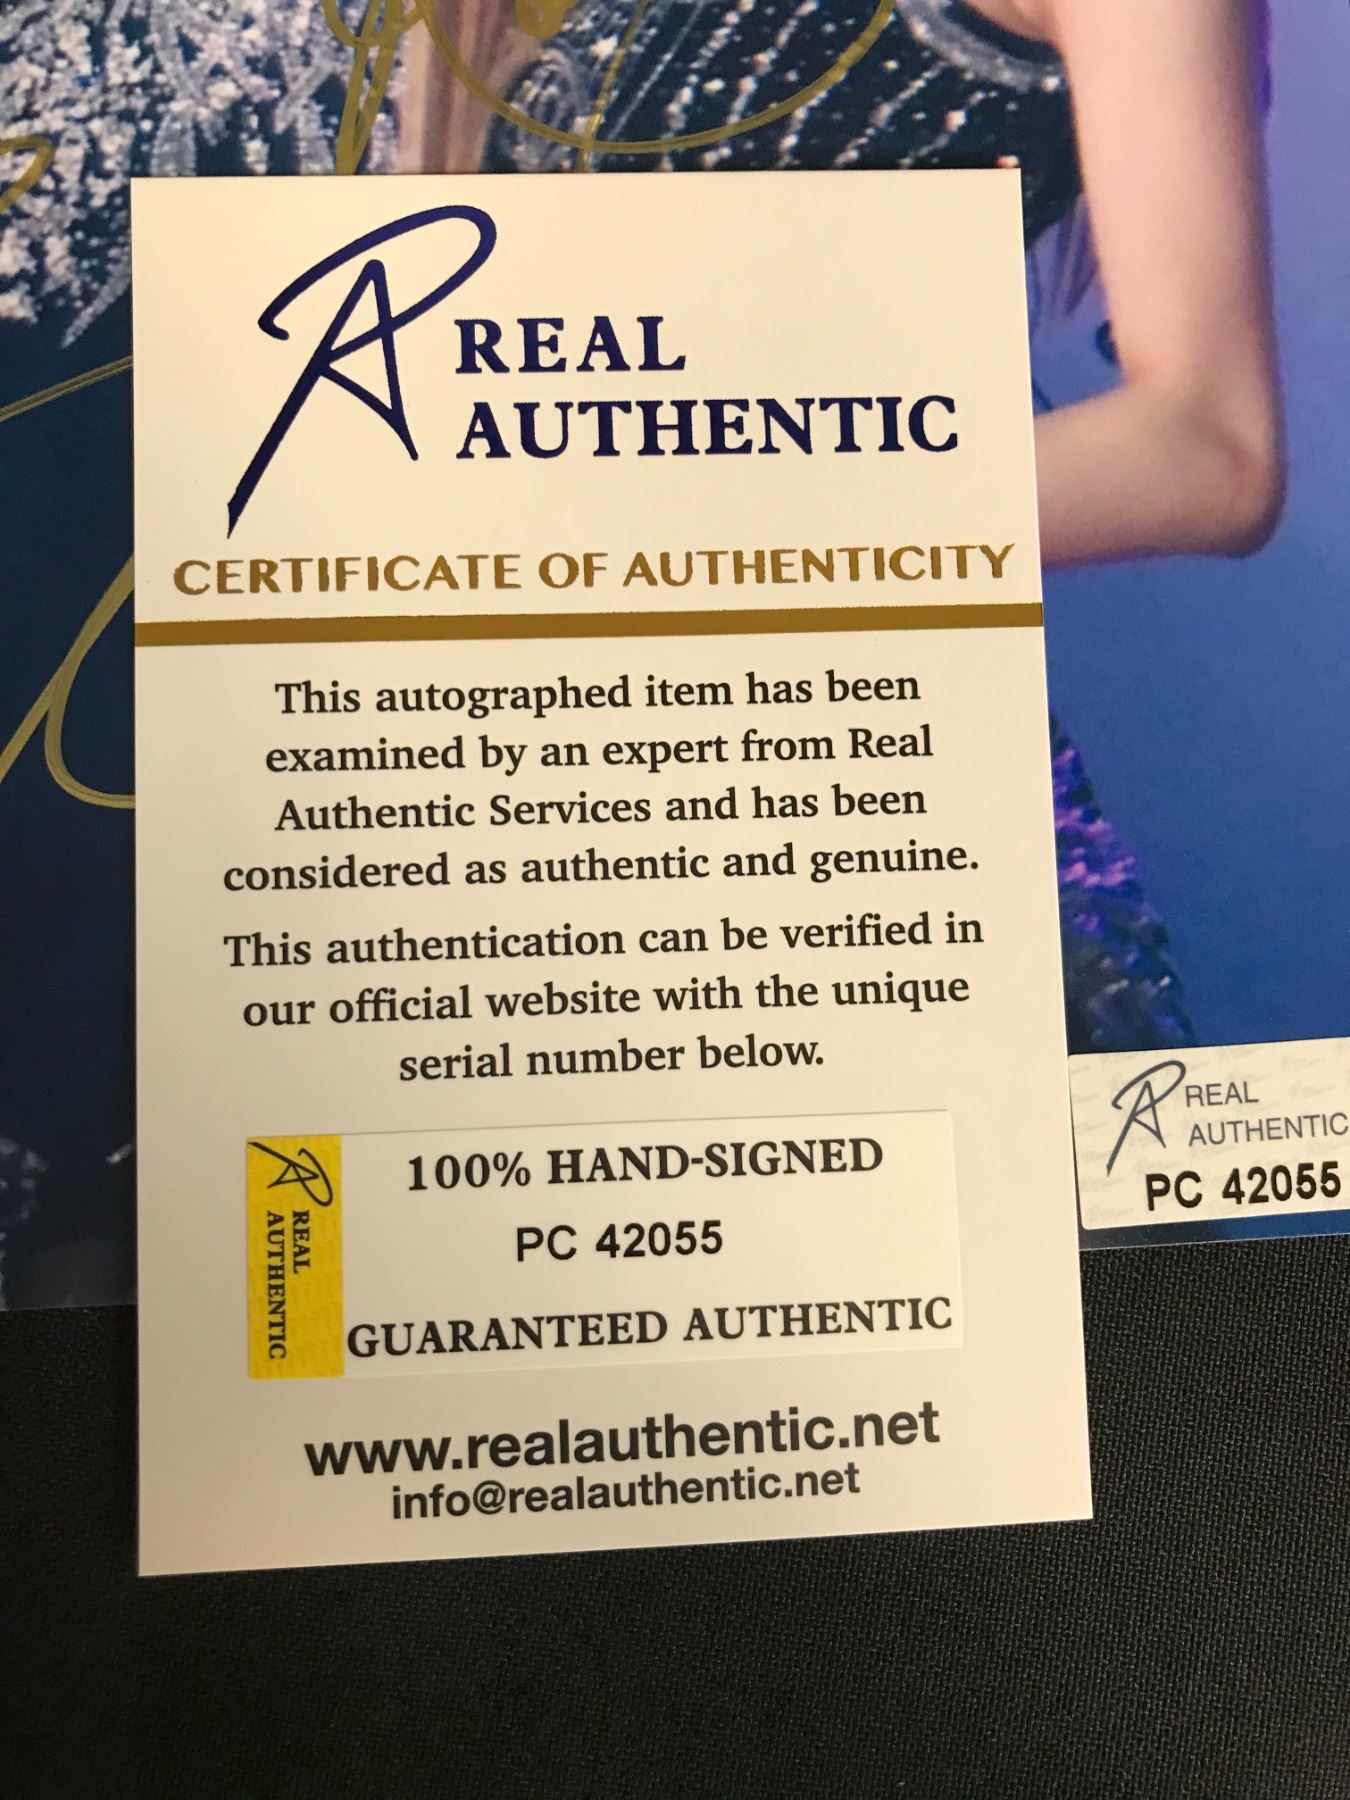 REAL
AUTHENTIC
CERTIFICATE OF AUTHENTICITY
This autographed item has been
examined by an expert from Real
Authentic Services and has been
considered as authentic and genuine.
This authentication can be verified in
our official website with the unique
serial number below.
REAL
AUTHENTIC
100% HAND-SIGNED
PC 42055
GUARANTEED AUTHENTIC
www.realauthentic.net
info@realauthentic.net
REAL
AUTHENTIC
PC 42055